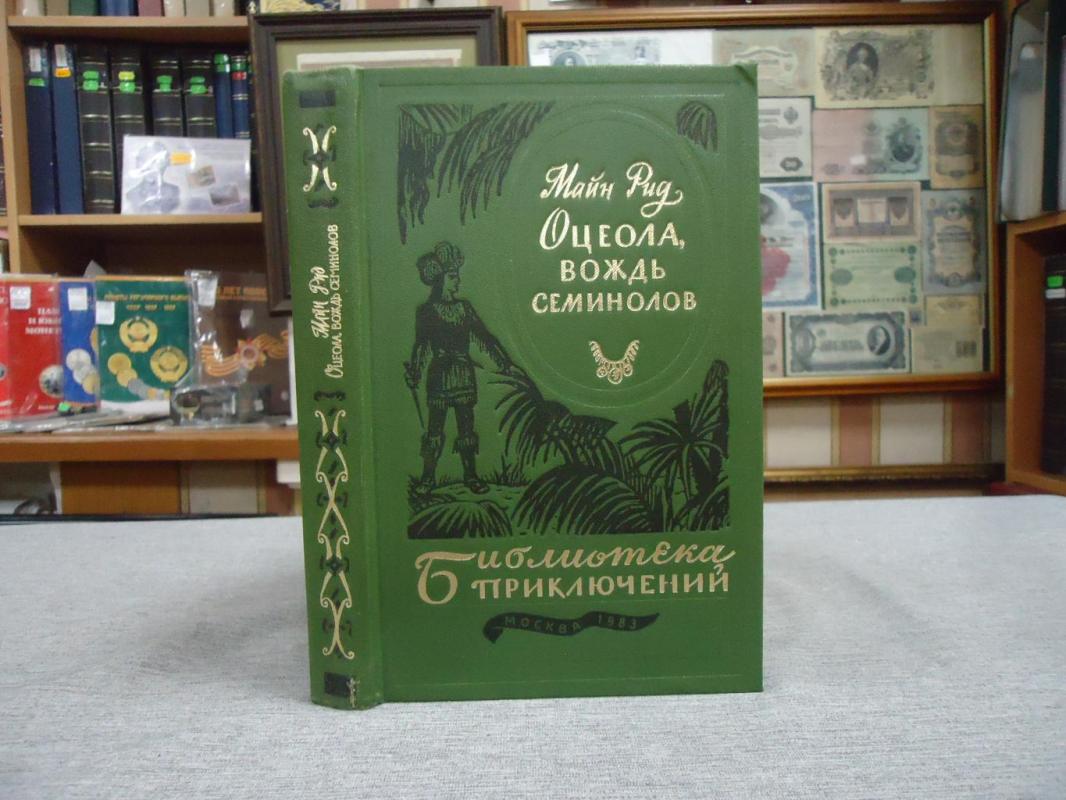 Майн Рид
Оцеола,
вождь
семинолов
Библиотека
приключений
Москва 1983
Майн Рид
Оцеола, вождь семинолов